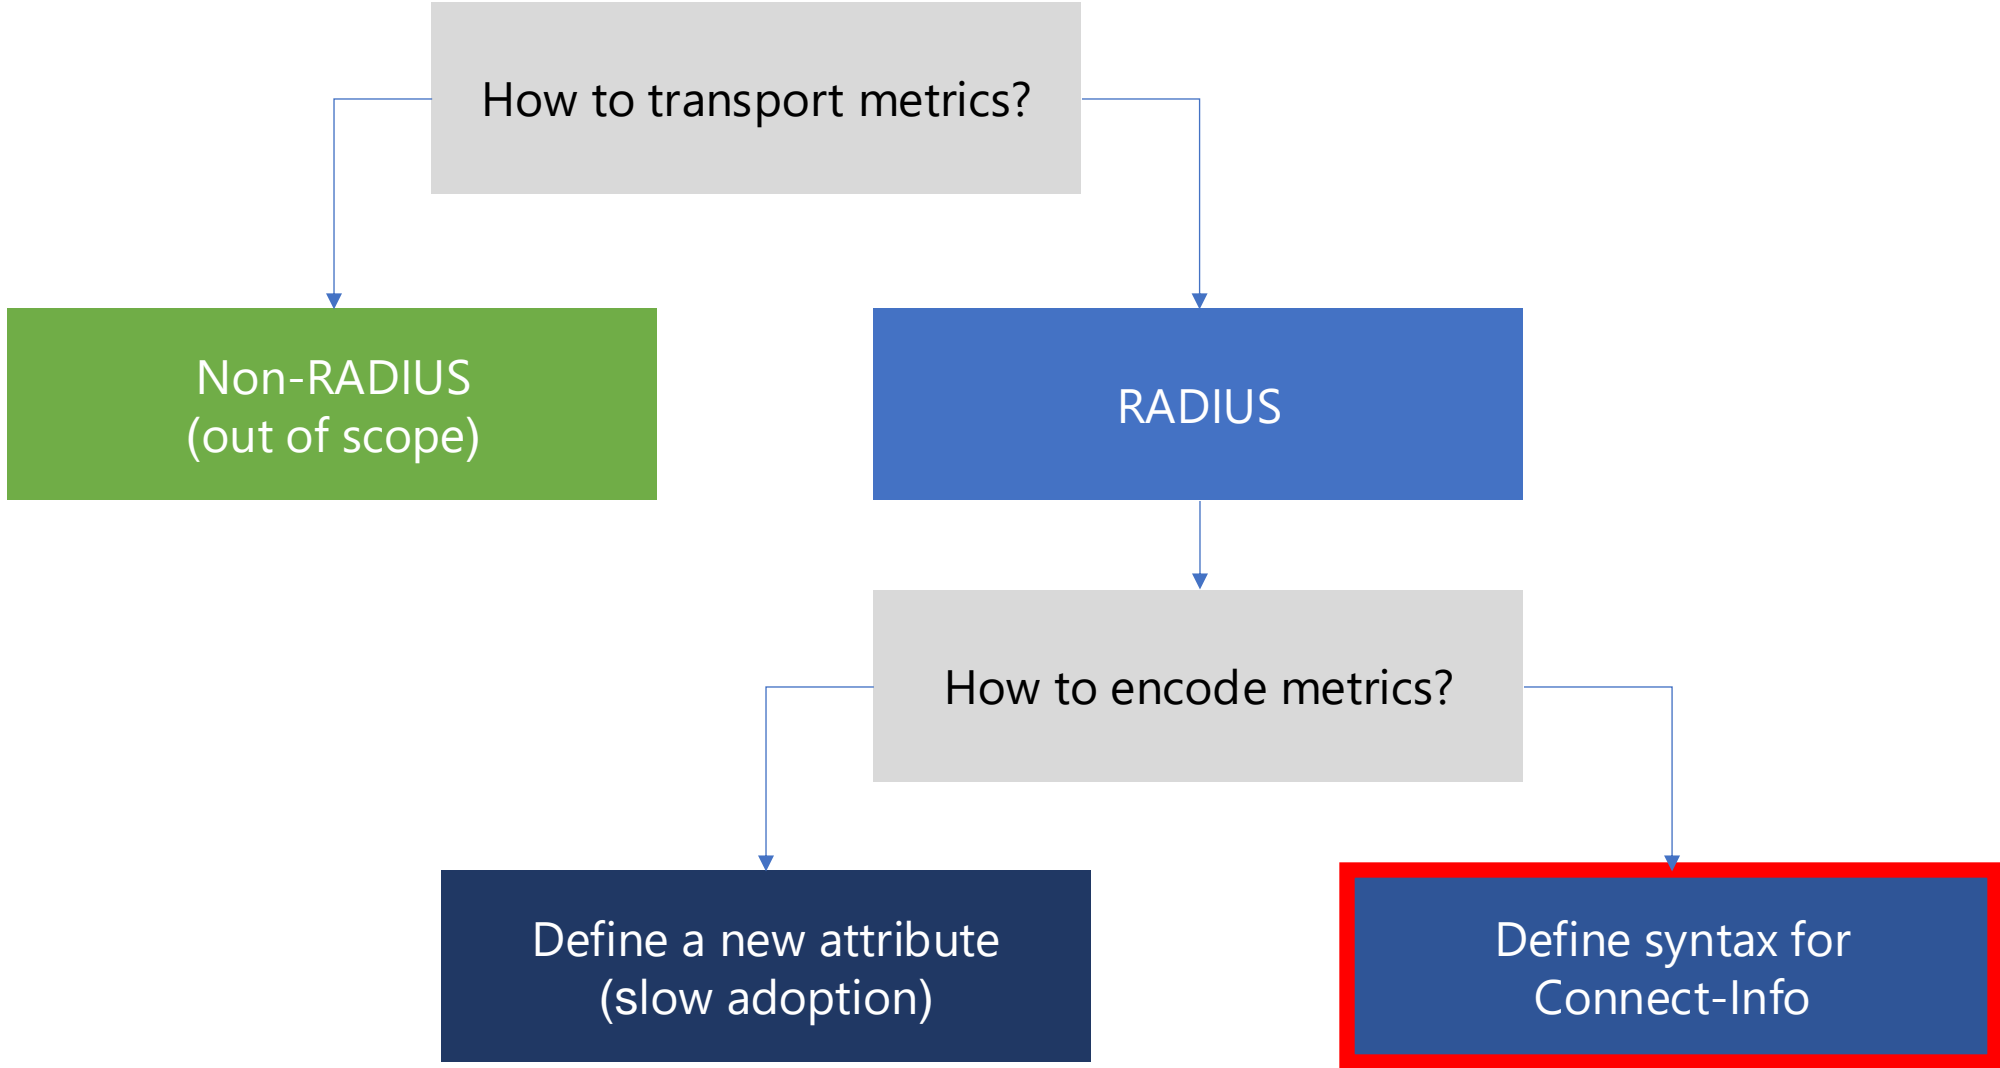 How to transport metrics?
Non-RADIUS
(out of scope)
RADIUS
How to encode metrics?
Define a new attribute
(slow adoption)
Define syntax for
Connect-Info